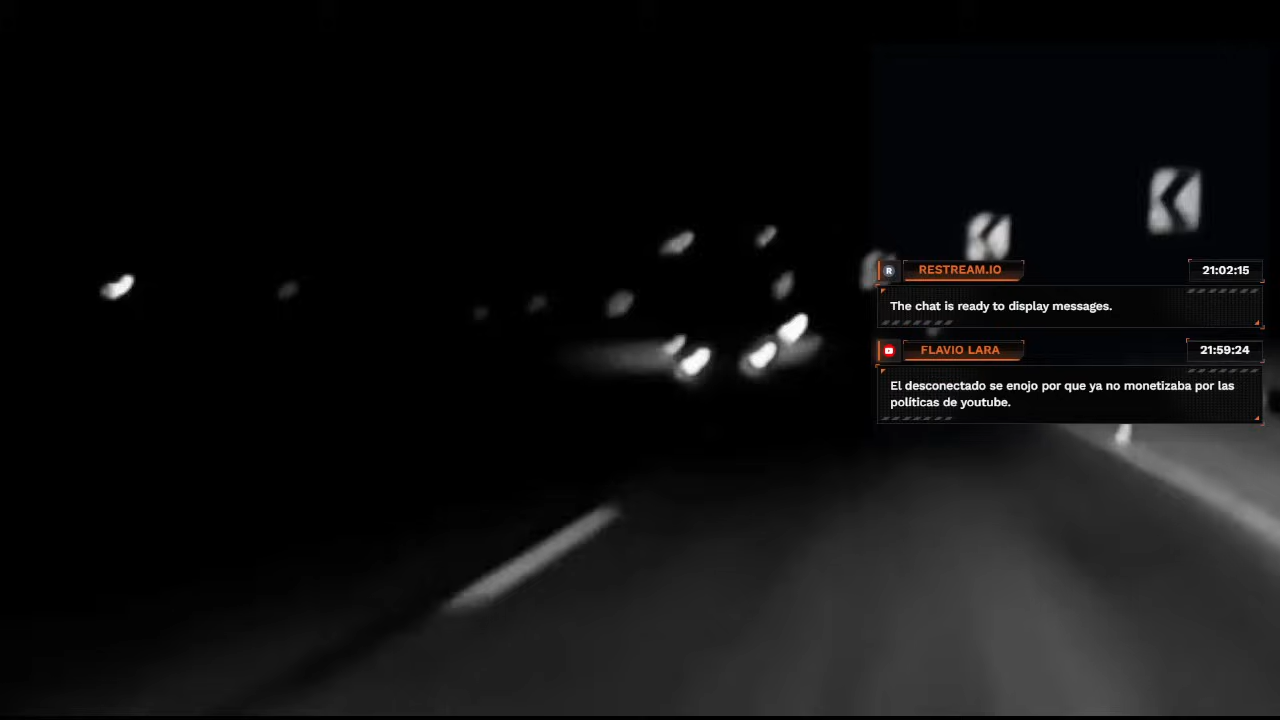 RESTREAM.IO
21:02:15
The chat is ready to display messages.
FLAVIO LARA
21:59:24
El desconectado se enojo por que ya no monetizaba por las
políticas de youtube.